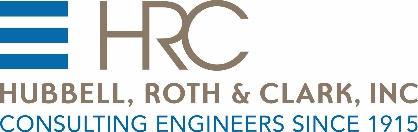 HRC
HUBBELL, ROTH & CLARK, INC
CONSULTING ENGINEERS SINCE 1915